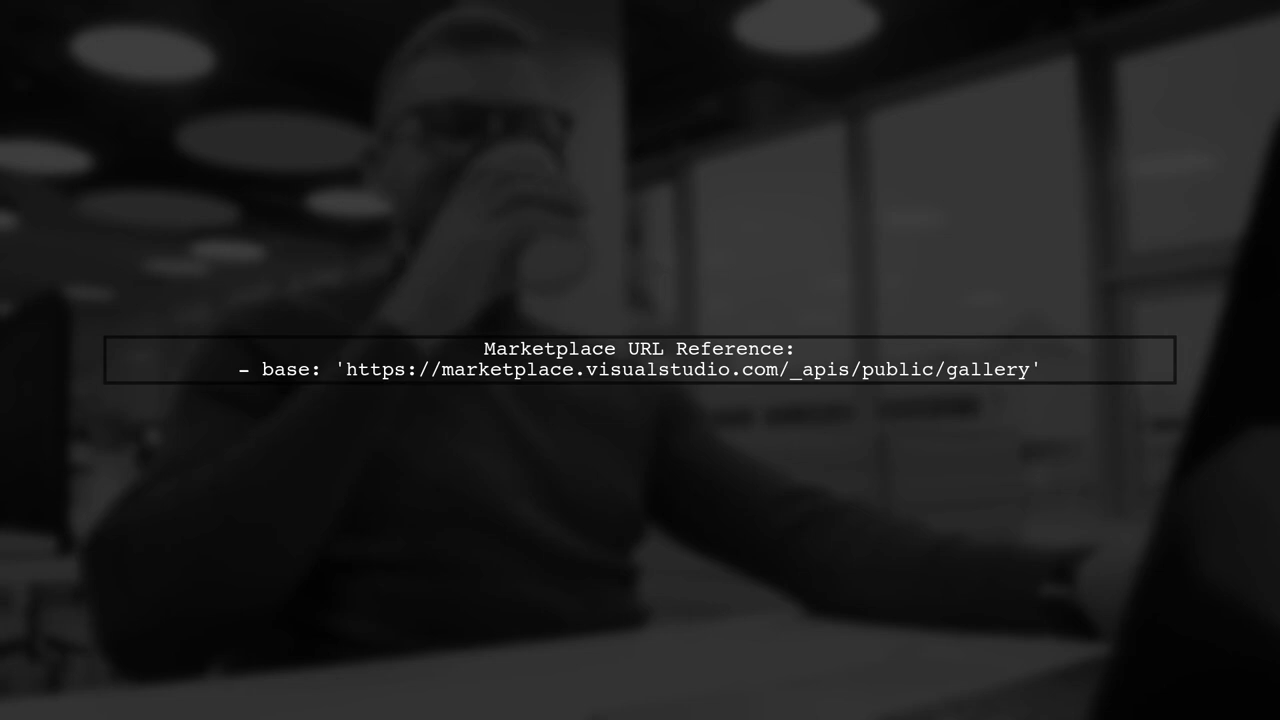 Marketplace URL Reference:
- base: 'https://marketplace.visualstudio.com/_apis/public/gallery'